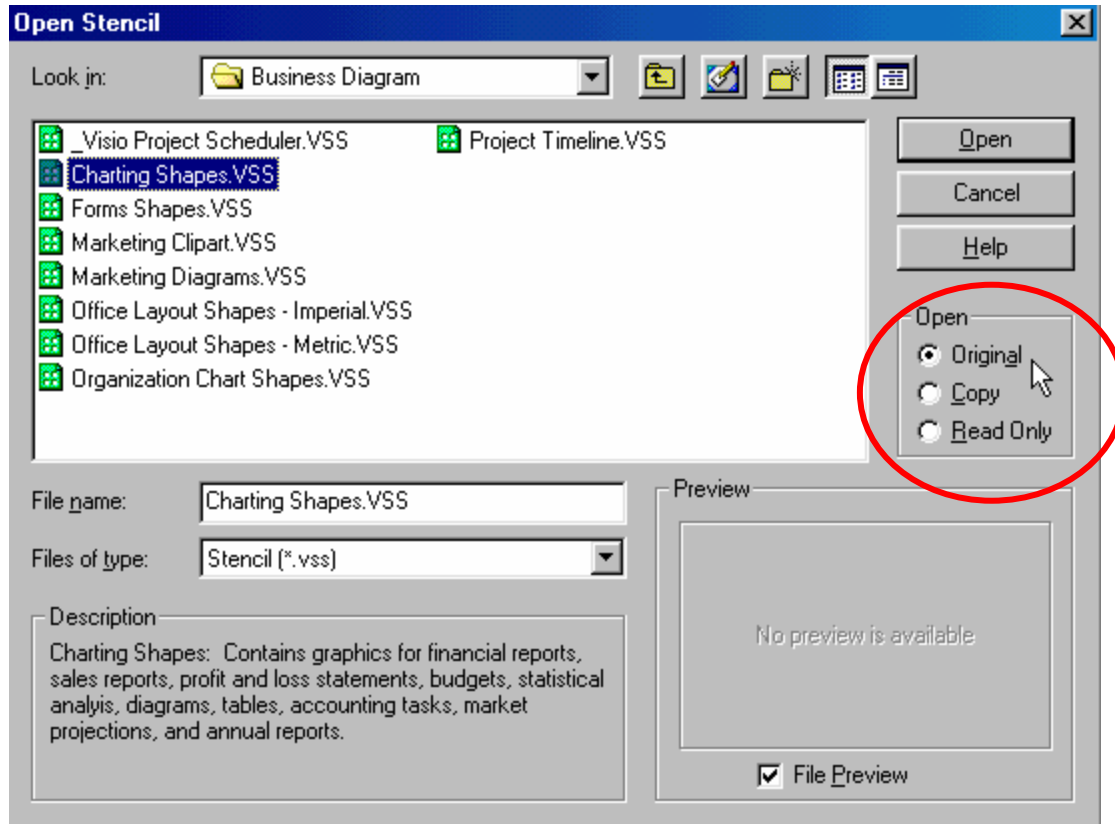 Open Stencil
Look in:
Business Diagram
_Visio Project Scheduler.VSS
Charting Shapes.VSS
Forms Shapes.VSS
Marketing Clipart.VSS
Marketing Diagrams.VSS
Office Layout Shapes - Imperial.VSS
Office Layout Shapes - Metric.VSS
Organization Chart Shapes.VSS
Project Timeline.VSS
Open
Cancel
Help
Open
Original
Copy
Read Only
File name:
Charting Shapes.VSS
Files of type:
Stencil (*.vss)
Description
Charting Shapes:  Contains graphics for financial reports,
sales reports, profit and loss statements, budgets, statistical
analyis, diagrams, tables, accounting tasks, market
projections, and annual reports.
Preview
No preview is available
File Preview